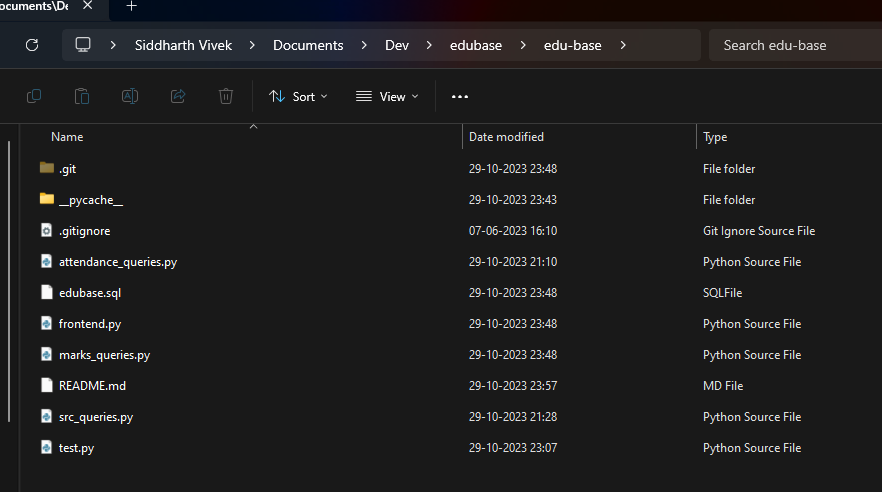 ocuments\De
Siddharth Vivek Documents Dev edubase edu-base Search edu-base
Sort View
Name Date modified Type
.git 29-10-2023 23:48 File folder
__pycache__ 29-10-2023 23:43 File folder
.gitignore 07-06-2023 16:10 Git Ignore Source File
attendance_queries.py 29-10-2023 21:10 Python Source File
edubase.sql 29-10-2023 23:48 SQLFile
frontend.py 29-10-2023 23:48 Python Source File
marks_queries.py 29-10-2023 23:48 Python Source File
README.md 29-10-2023 23:57 MD File
src_queries.py 29-10-2023 21:28 Python Source File
test.py 29-10-2023 23:07 Python Source File